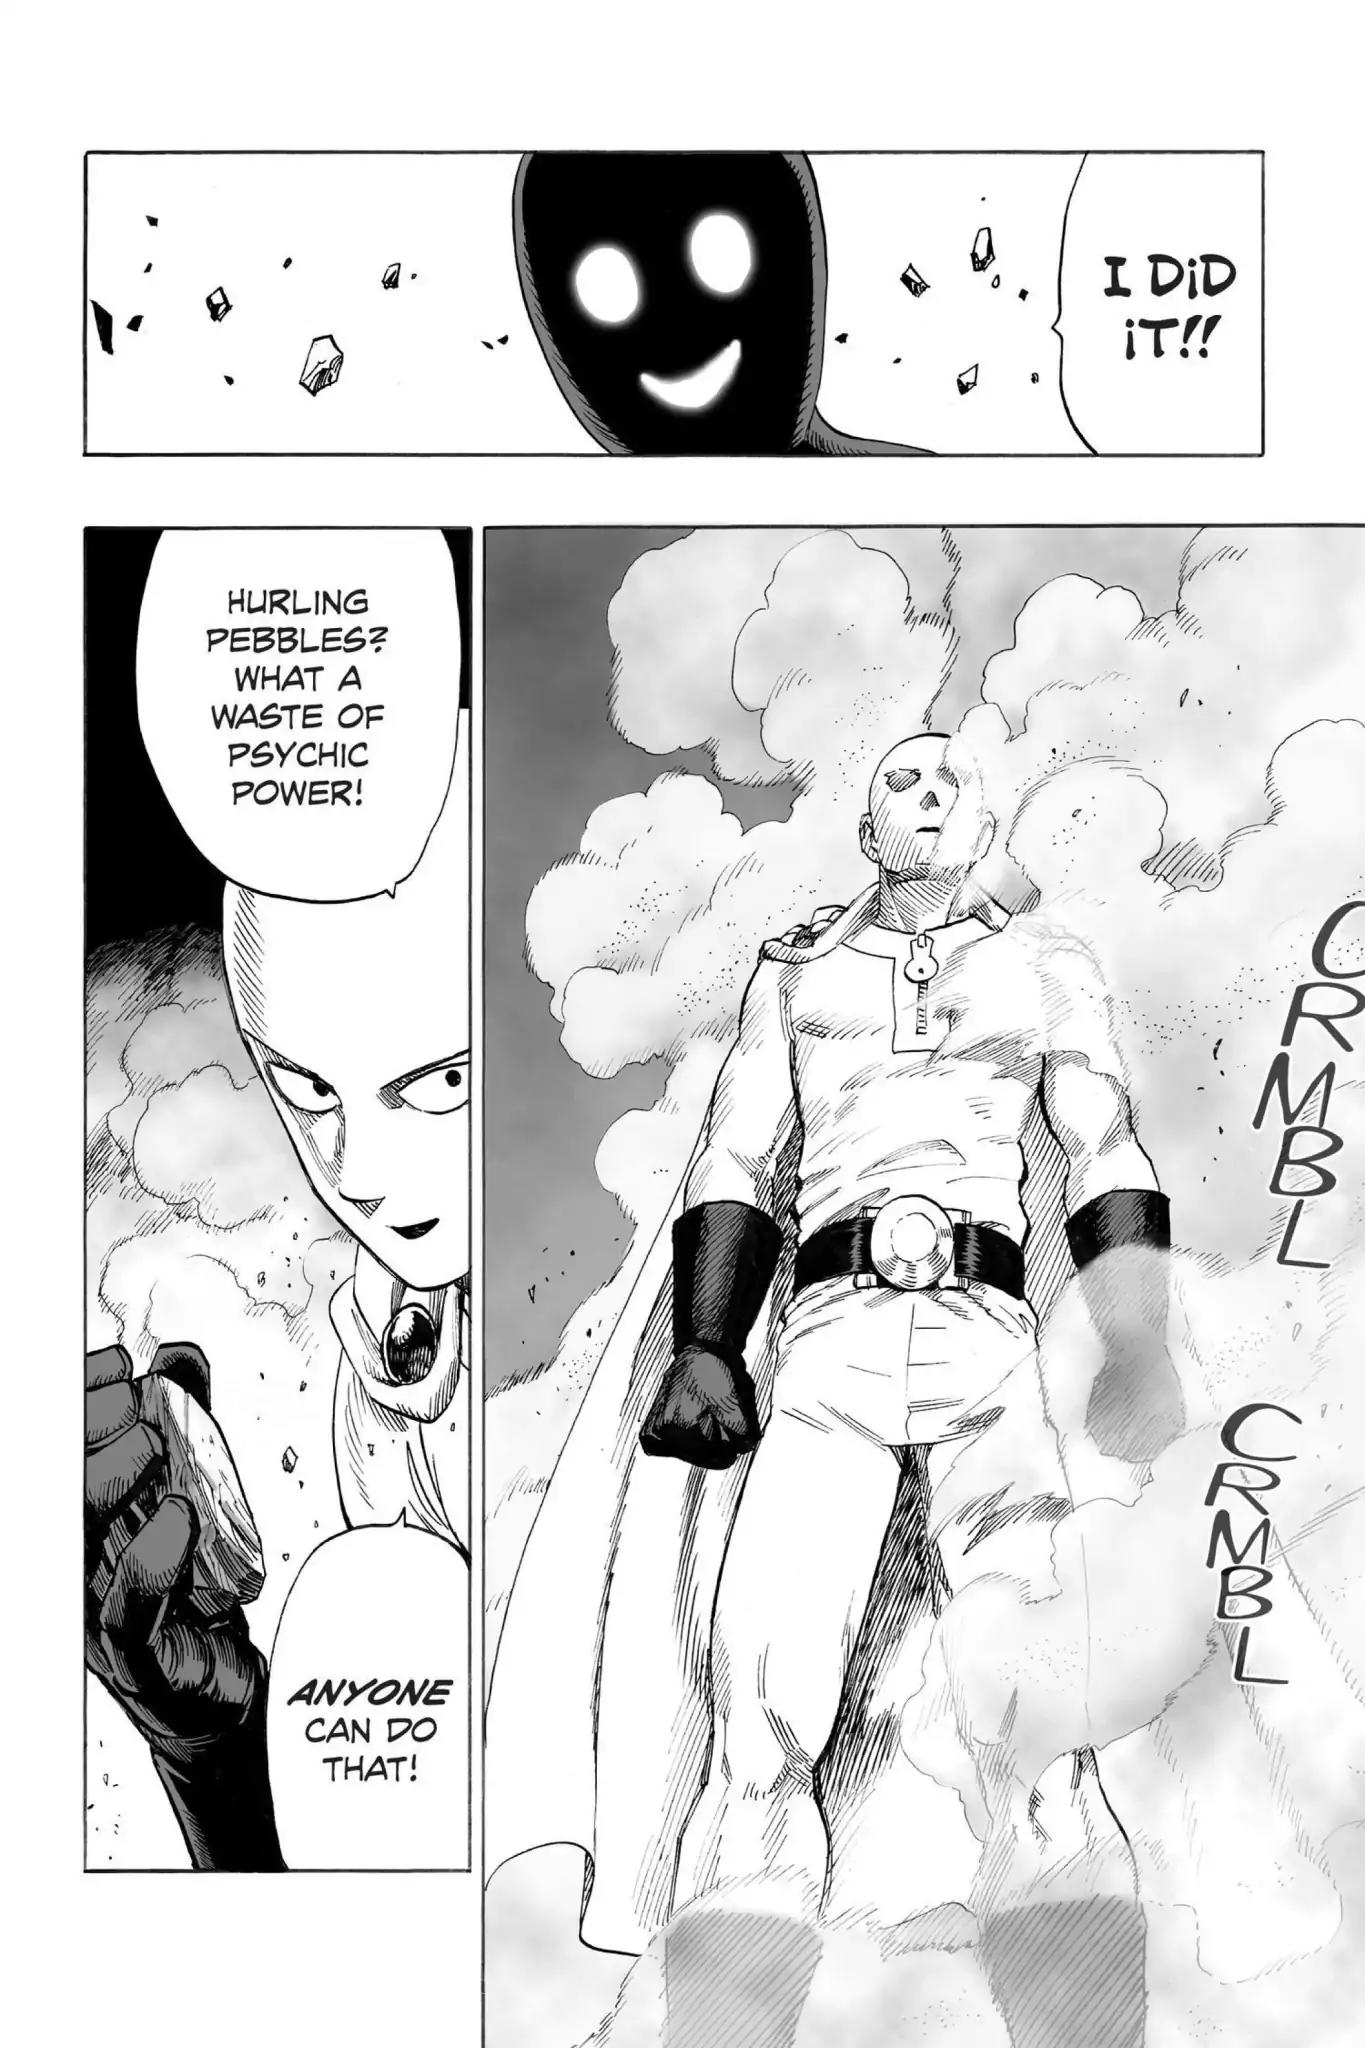 I DiD
iT!!
CRMBL
CRMBL
HURLING
PEBBLES?
WHAT A
WASTE OF
PSYCHIC
POWER!
ANYONE
CAN DO
THAT!